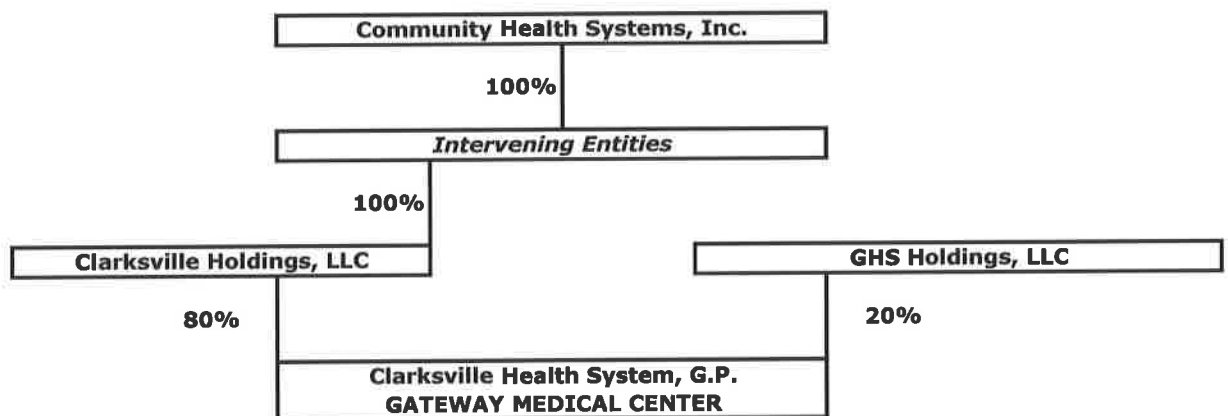 Community Health Systems, Inc.
100%
Intervening Entities
100%
Clarksville Holdings, LLC
GHS Holdings, LLC
80%
20%
Clarksville Health System, G.P.
GATEWAY MEDICAL CENTER